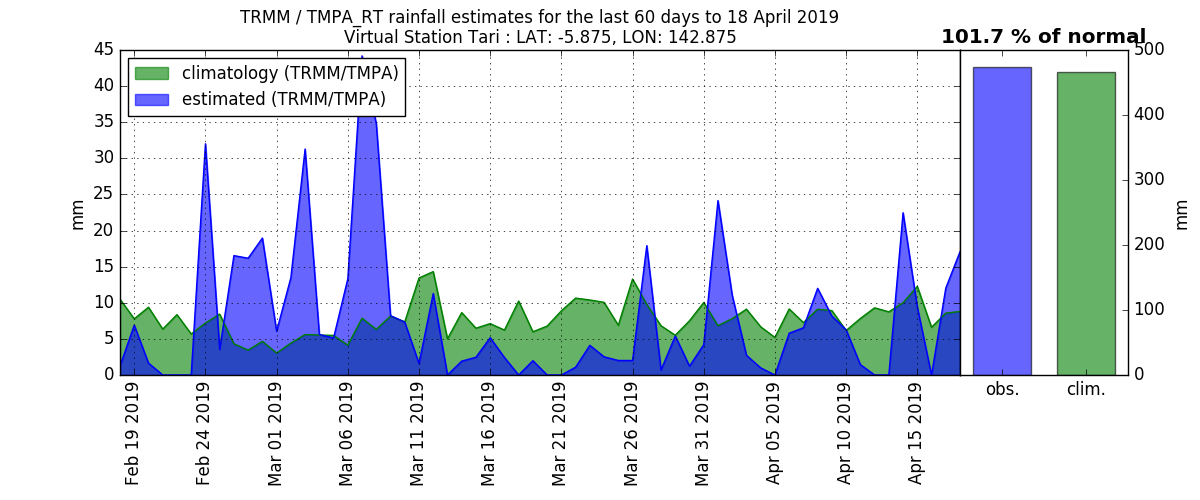 TRMM / TMPA_RT rainfall estimates for the last 60 days to 18 April 2019
Virtual Station Tari : LAT: -5.875, LON: 142.875
101.7 % of normal
climatology (TRMM/TMPA)
estimated (TRMM/TMPA)
mm
45
40
35
30
25
20
15
10
5
0
Feb 19 2019
Feb 24 2019
Mar 01 2019
Mar 06 2019
Mar 11 2019
Mar 16 2019
Mar 21 2019
Mar 26 2019
Mar 31 2019
Apr 05 2019
Apr 10 2019
Apr 15 2019
obs.
clim.
500
400
300
200
100
0
mm